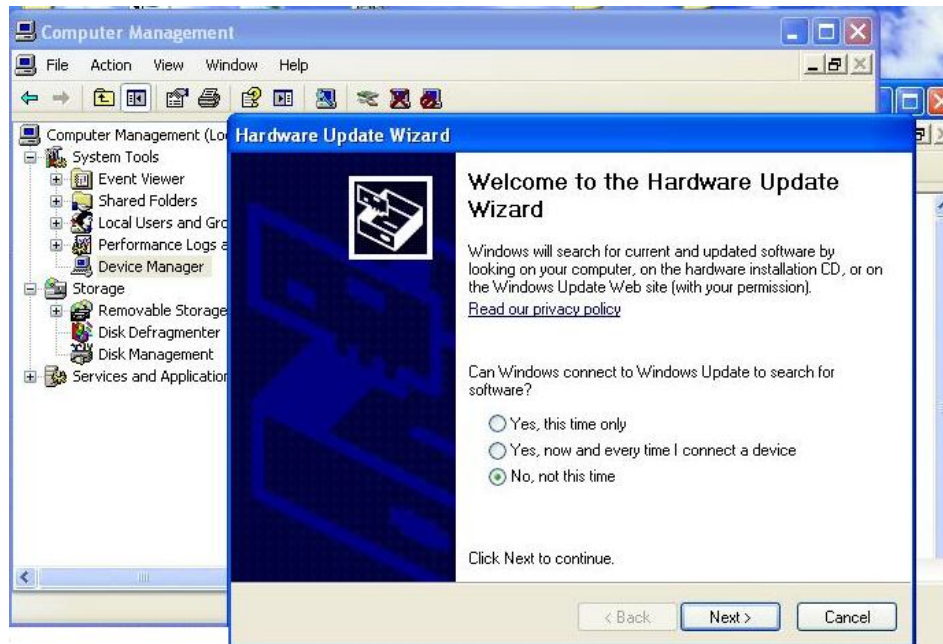 Computer Management
File Action View Window Help
Computer Management (Lo
System Tools
Event Viewer
Shared Folders
Local Users and Gro
Performance Logs a
Device Manager
Storage
Removable Storage
Disk Defragmenter
Disk Management
Services and Application
Hardware Update Wizard
Welcome to the Hardware Update
Wizard
Windows will search for current and updated software by
looking on your computer, on the hardware installation CD, or on
the Windows Update Web site (with your permission).
Read our privacy policy
Can Windows connect to Windows Update to search for
software?
Yes, this time only
Yes, now and every time I connect a device
No, not this time
Click Next to continue.
< Back Next > Cancel